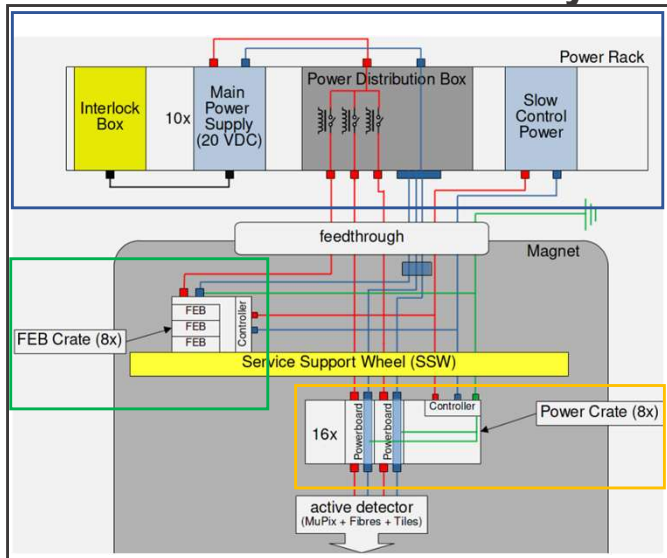 Power Rack
Interlock
Box
10x
Main
Power
Supply
(20 VDC)
Power Distribution Box
Slow
Control
Power
feedthrough
Magnet
FEB
FEB
FEB
Controller
FEB Crate (8x)
Service Support Wheel (SSW)
16x
Powerboard
Powerboard
Controller
Power Crate (8x)
active detector
(MuPix + Fibres + Tiles)